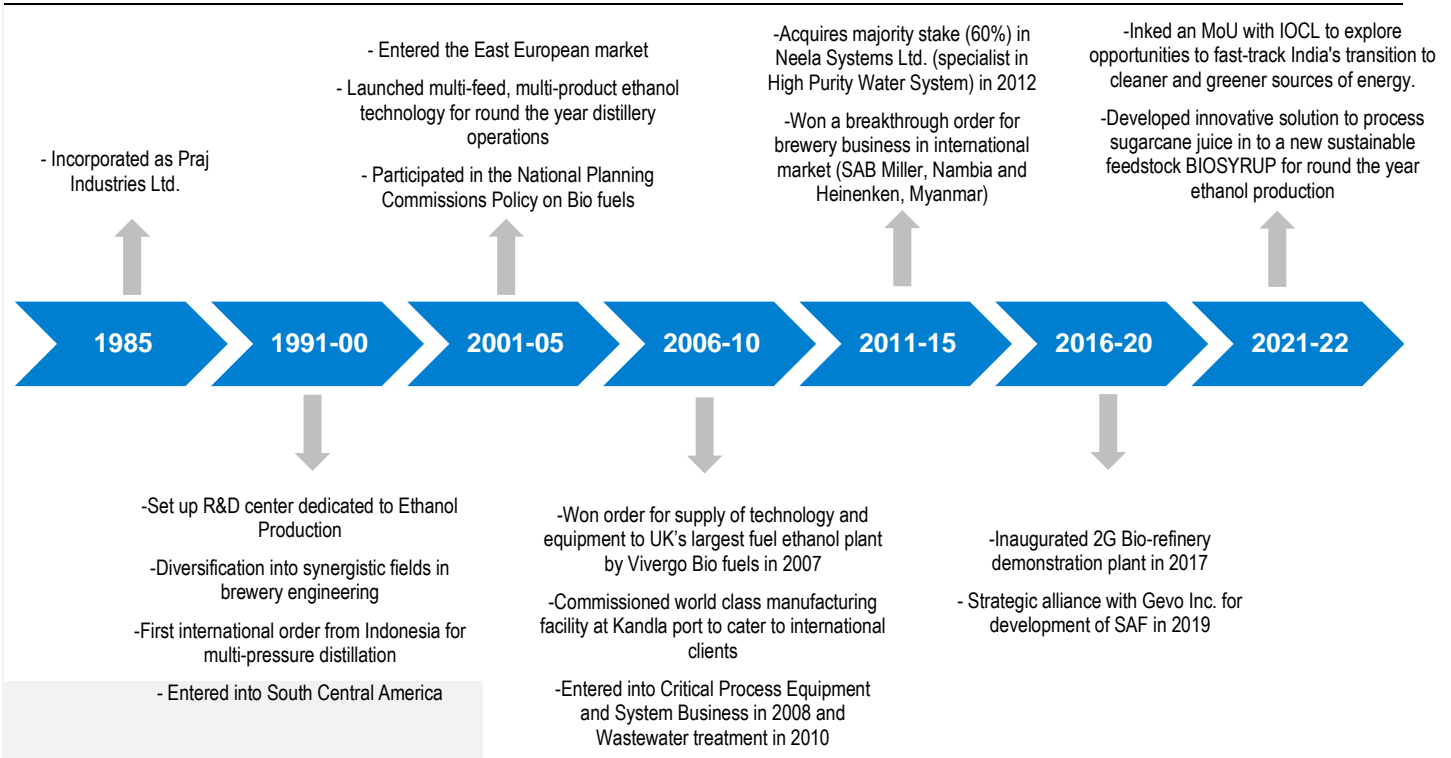 - Incorporated as Praj
Industries Ltd.
- Entered the East European market
- Launched multi-feed, multi-product ethanol
technology for round the year distillery
operations
- Participated in the National Planning
Commissions Policy on Bio fuels
-Acquires majority stake (60%) in
Neela Systems Ltd. (specialist in
High Purity Water System) in 2012
-Won a breakthrough order for
brewery business in international
market (SAB Miller, Nambia and
Heinenken, Myanmar)
-Inked an MoU with IOCL to explore
opportunities to fast-track India's transition to
cleaner and greener sources of energy.
-Developed innovative solution to process
sugarcane juice in to a new sustainable
feedstock BIOSYRUP for round the year
ethanol production
1985
1991-00
2001-05
2006-10
2011-15
2016-20
2021-22
-Set up R&D center dedicated to Ethanol
Production
-Diversification into synergistic fields in
brewery engineering
-First international order from Indonesia for
multi-pressure distillation
- Entered into South Central America
-Won order for supply of technology and
equipment to UK's largest fuel ethanol plant
by Vivergo Bio fuels in 2007
-Commissioned world class manufacturing
facility at Kandla port to cater to international
clients
-Entered into Critical Process Equipment
and System Business in 2008 and
Wastewater treatment in 2010
-Inaugurated 2G Bio-refinery
demonstration plant in 2017
- Strategic alliance with Gevo Inc. for
development of SAF in 2019